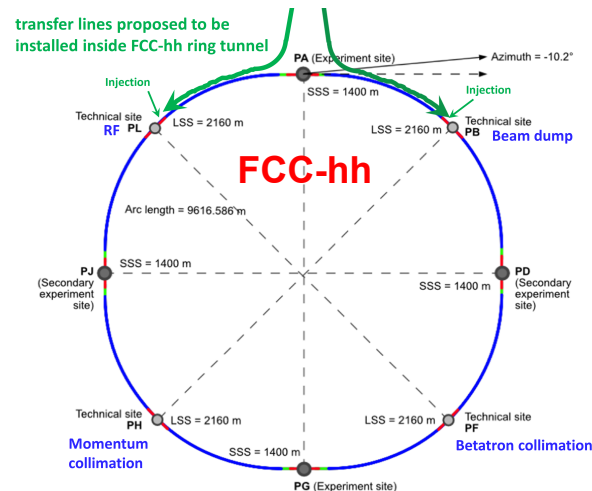 transfer lines proposed to be
installed inside FCC-hh ring tunnel
PA (Experiment site)
Azimuth = -10.2°
Injection
Injection
SSS = 1400 m
Technical site
RF PL
LSS = 2160 m
LSS = 2160 m
Technical site
PB
Beam dump
FCC-hh
Arc length = 9616.586 m
PJ
(Secondary
experiment
site)
SSS = 1400 m
SSS = 1400 m
PD
(Secondary
experiment
site)
Technical site
PH
LSS = 2160 m
LSS = 2160 m
Technical site
PF
Momentum
collimation
Betatron collimation
SSS = 1400 m
PG (Experiment site)